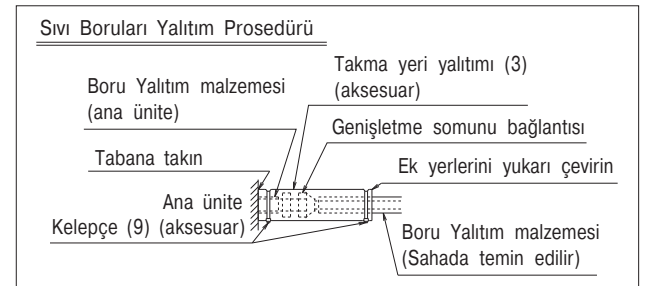 Sıvı Boruları Yalıtım Prosedürü
Takma yeri yalıtımı (3)
(aksesuar)
Boru Yalıtım malzemesi
(ana ünite)
Genişletme somunu bağlantısı
Tabana takın
Ek yerlerini yukarı çevirin
Ana ünite
Kelepçe (9) (aksesuar)
Boru Yalıtım malzemesi
(Sahada temin edilir)